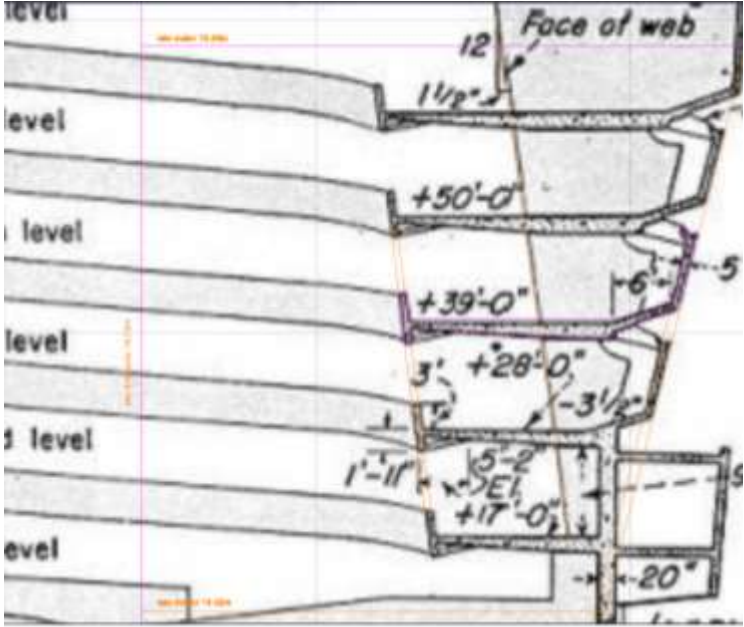 level
Face of web
12
1 1/2"
level
+50'-0"
level
5
6"
+39'-0"
level
+28'-0"
3'
-3 1/2"
level
5'-2"
1'-11"
El.
+17'-0"
level
20"